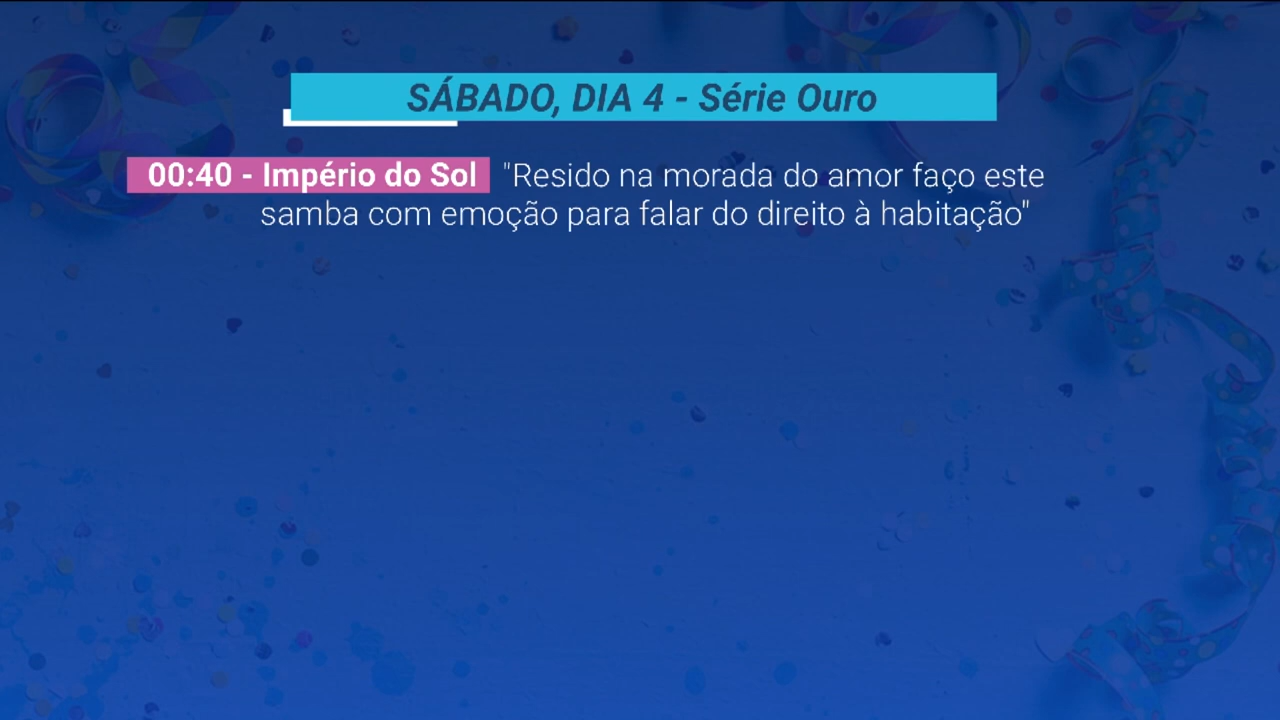 SÁBADO, DIA 4 - Série Ouro
00:40 - Império do Sol "Resido na morada do amor faço este
samba com emoção para falar do direito à habitação"